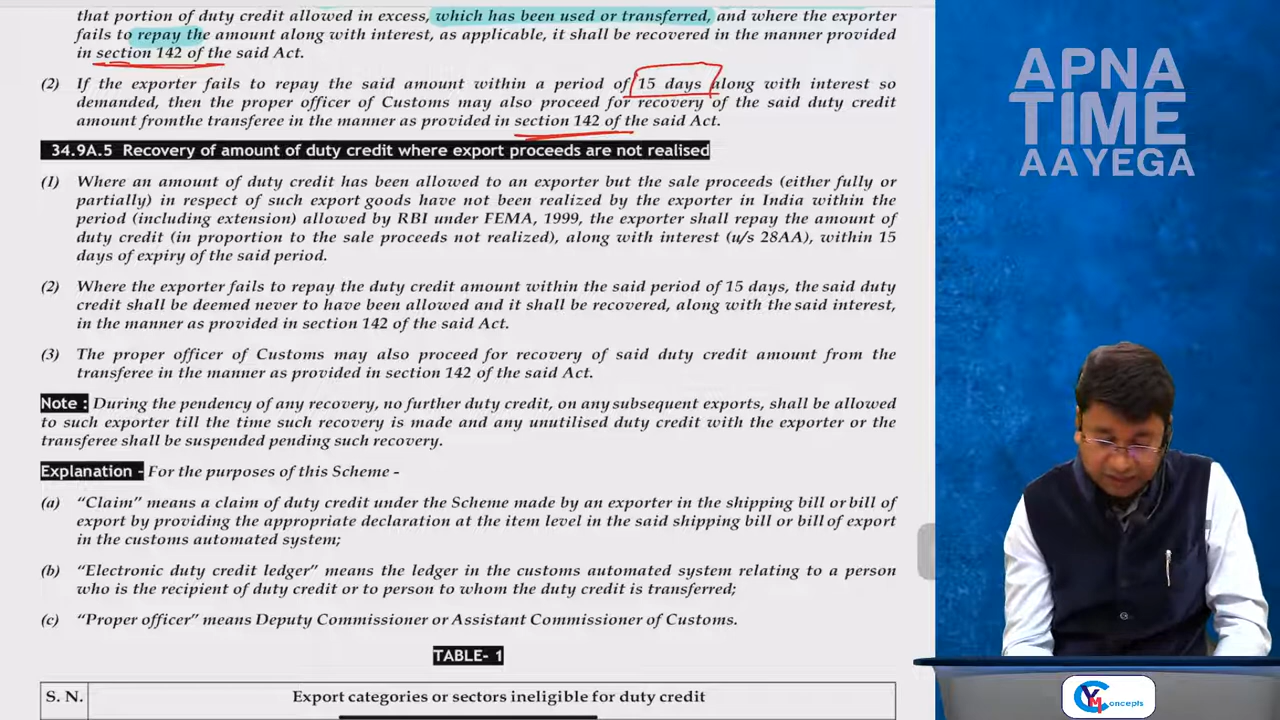 that portion of duty credit allowed in excess, which has been used or transferred, and where the exporter
fails to repay the amount along with interest, as applicable, it shall be recovered in the manner provided
in section 142 of the said Act.
(2) If the exporter fails to repay the said amount within a period of 15 days along with interest so
demanded, then the proper officer of Customs may also proceed for recovery of the said duty credit
amount fromthe transferee in the manner as provided in section 142 of the said Act.
34.9A.5 Recovery of amount of duty credit where export proceeds are not realised
(1) Where an amount of duty credit has been allowed to an exporter but the sale proceeds (either fully or
partially) in respect of such export goods have not been realized by the exporter in India within the
period (including extension) allowed by RBI under FEMA, 1999, the exporter shall repay the amount of
duty credit (in proportion to the sale proceeds not realized), along with interest (u/s 28AA), within 15
days of expiry of the said period.
(2) Where the exporter fails to repay the duty credit amount within the said period of 15 days, the said duty
credit shall be deemed never to have been allowed and it shall be recovered, along with the said interest,
in the manner as provided in section 142 of the said Act.
(3) The proper officer of Customs may also proceed for recovery of said duty credit amount from the
transferee in the manner as provided in section 142 of the said Act.
Note : During the pendency of any recovery, no further duty credit, on any subsequent exports, shall be allowed
to such exporter till the time such recovery is made and any unutilised duty credit with the exporter or the
transferee shall be suspended pending such recovery.
Explanation - For the purposes of this Scheme -
(a) “Claim” means a claim of duty credit under the Scheme made by an exporter in the shipping bill or bill of
export by providing the appropriate declaration at the item level in the said shipping bill or bill of export
in the customs automated system;
(b) “Electronic duty credit ledger” means the ledger in the customs automated system relating to a person
who is the recipient of duty credit or to person to whom the duty credit is transferred;
(c) “Proper officer” means Deputy Commissioner or Assistant Commissioner of Customs.
TABLE- 1
S. N. Export categories or sectors ineligible for duty credit
APNA
TIME
AAYEGA
YM Concepts